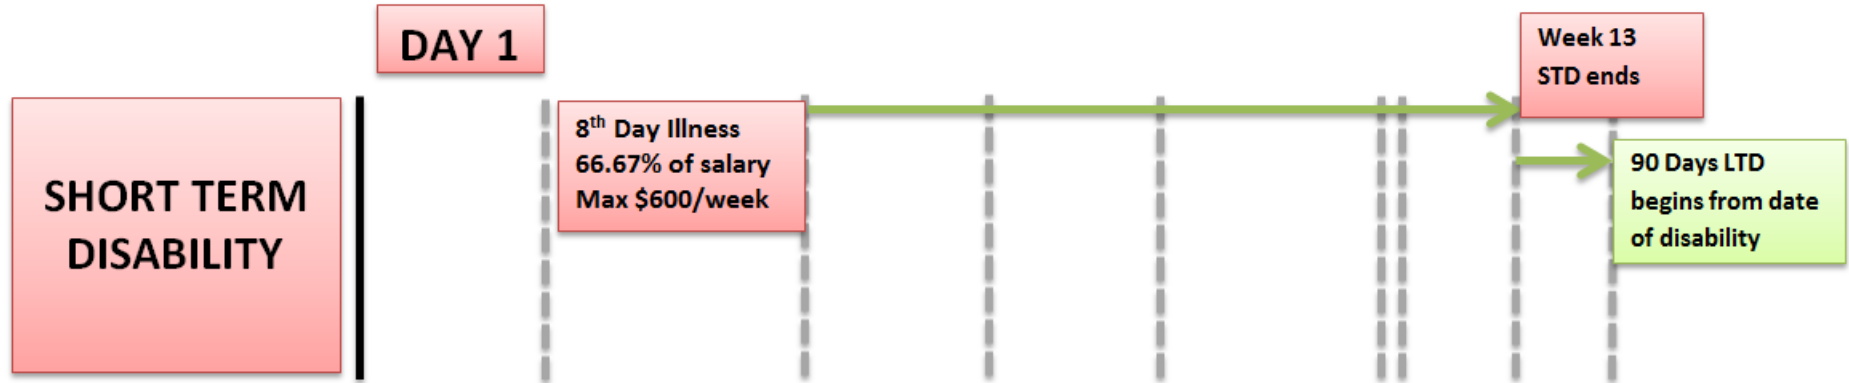 DAY 1
SHORT TERM
DISABILITY
8th Day Illness
66.67% of salary
Max $600/week
Week 13
STD ends
90 Days LTD
begins from date
of disability